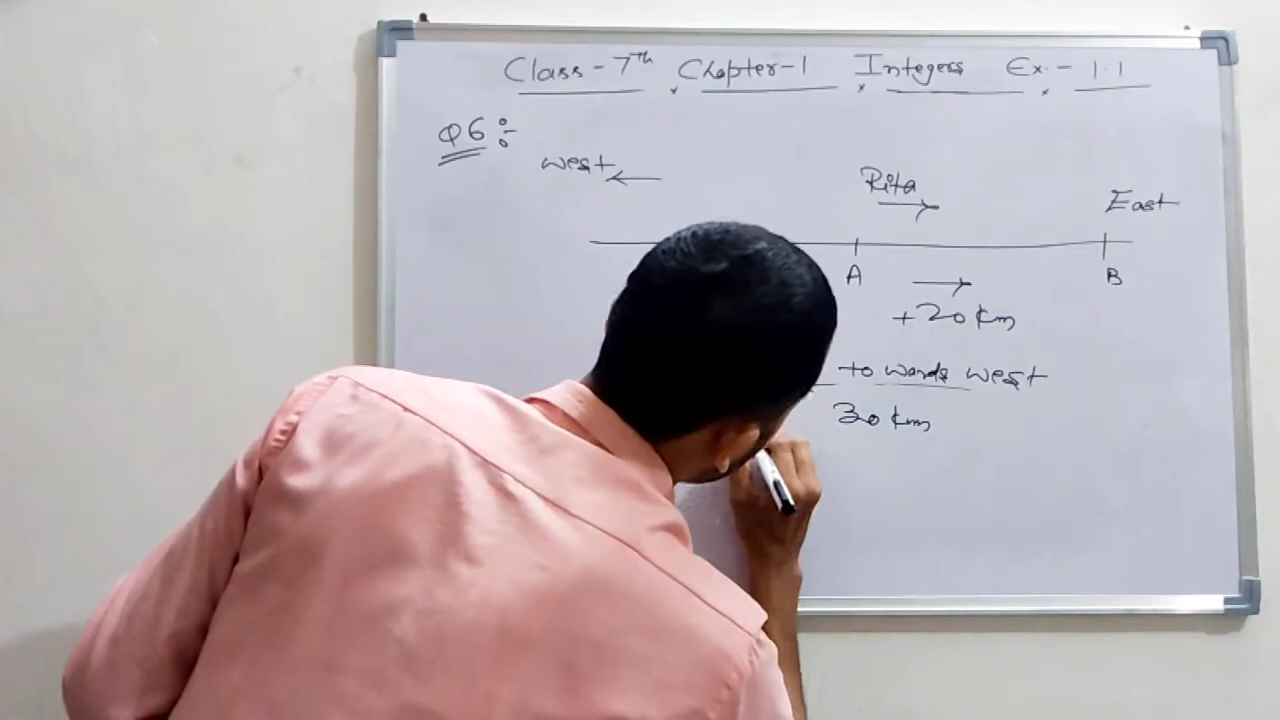 Class - 7th Chapter-1 Integers Ex.- 1.1
Q6 :-
west
Rita
East
A B
+20 km
towards west
30 km